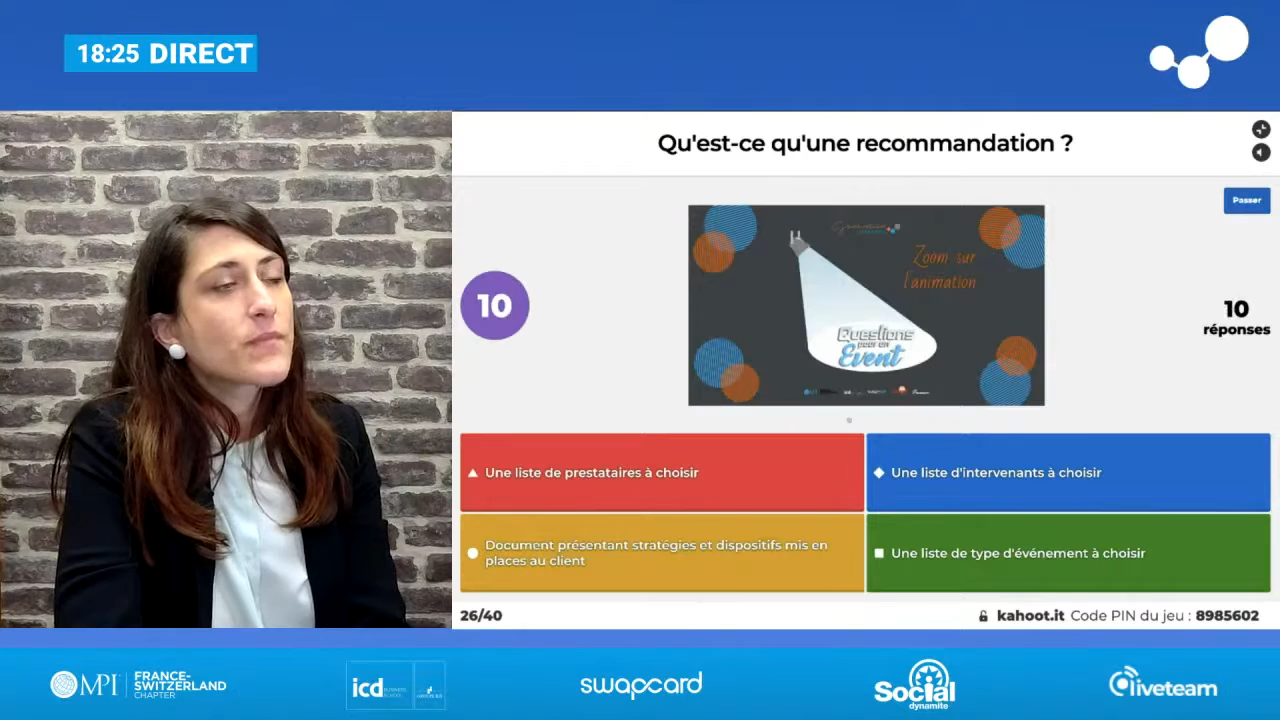 18:25 DIRECT
Qu'est-ce qu'une recommandation ?
Passer
Zoom sur
l'animation
10
10
réponses
Questions
pour un
Event
Une liste de prestataires à choisir
Une liste d'intervenants à choisir
Document présentant stratégies et dispositifs mis en
places au client
Une liste de type d'événement à choisir
26/40
kahoot.it Code PIN du jeu : 8985602
MPI FRANCE-
SWITZERLAND
CHAPTER
icd BUSINESS
SCHOOL
swapcard
Social
dynamite
liveteam